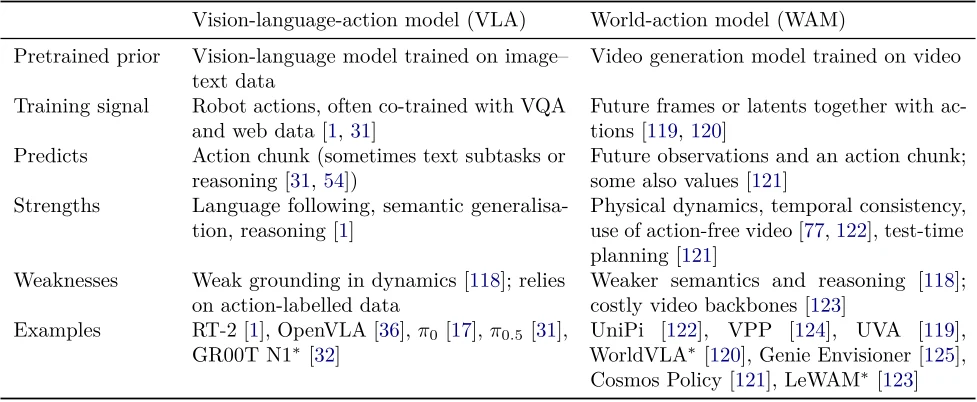 Vision-language-action model (VLA) World-action model (WAM)
Pretrained prior Vision-language model trained on image– Video generation model trained on video
text data
Training signal Robot actions, often co-trained with VQA Future frames or latents together with ac-
and web data [1, 31] tions [119, 120]
Predicts Action chunk (sometimes text subtasks or Future observations and an action chunk;
reasoning [31, 54]) some also values [121]
Strengths Language following, semantic generalisa- Physical dynamics, temporal consistency,
tion, reasoning [1] use of action-free video [77, 122], test-time
planning [121]
Weaknesses Weak grounding in dynamics [118]; relies Weaker semantics and reasoning [118];
on action-labelled data costly video backbones [123]
Examples RT-2 [1], OpenVLA [36], π0 [17], π0.5 [31], UniPi [122], VPP [124], UVA [119],
GR00T N1* [32] WorldVLA* [120], Genie Envisioner [125],
Cosmos Policy [121], LeWAM* [123]